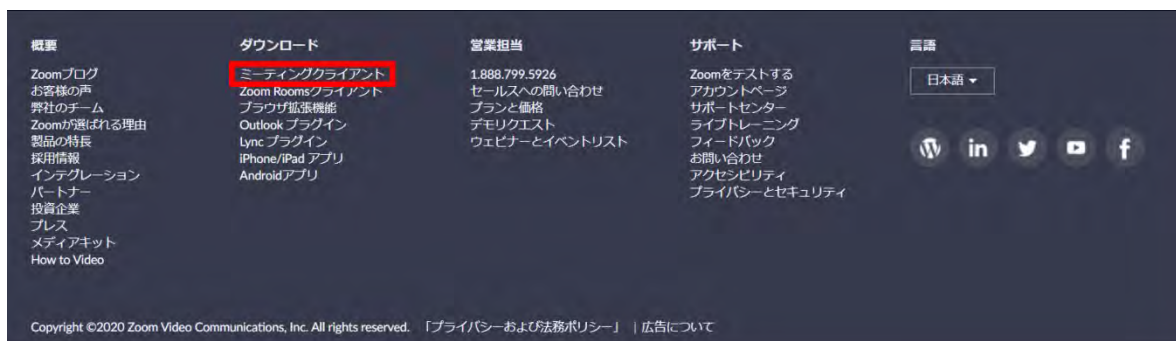 概要
Zoomブログ
お客様の声
弊社のチーム
Zoomが選ばれる理由
製品の特長
採用情報
インテグレーション
パートナー
投資企業
プレス
メディアキット
How to Video
ダウンロード
ミーティングクライアント
Zoom Roomsクライアント
ブラウザ拡張機能
Outlook プラグイン
Lync プラグイン
iPhone/iPad アプリ
Androidアプリ
営業担当
1.888.799.5926
セールスへの問い合わせ
プランと価格
デモリクエスト
ウェビナーとイベントリスト
サポート
Zoomをテストする
アカウントページ
サポートセンター
ライブトレーニング
フィードバック
お問い合わせ
アクセシビリティ
プライバシーとセキュリティ
言語
日本語
Copyright ©2020 Zoom Video Communications, Inc. All rights reserved. 「プライバシーおよび法務ポリシー」 | 広告について